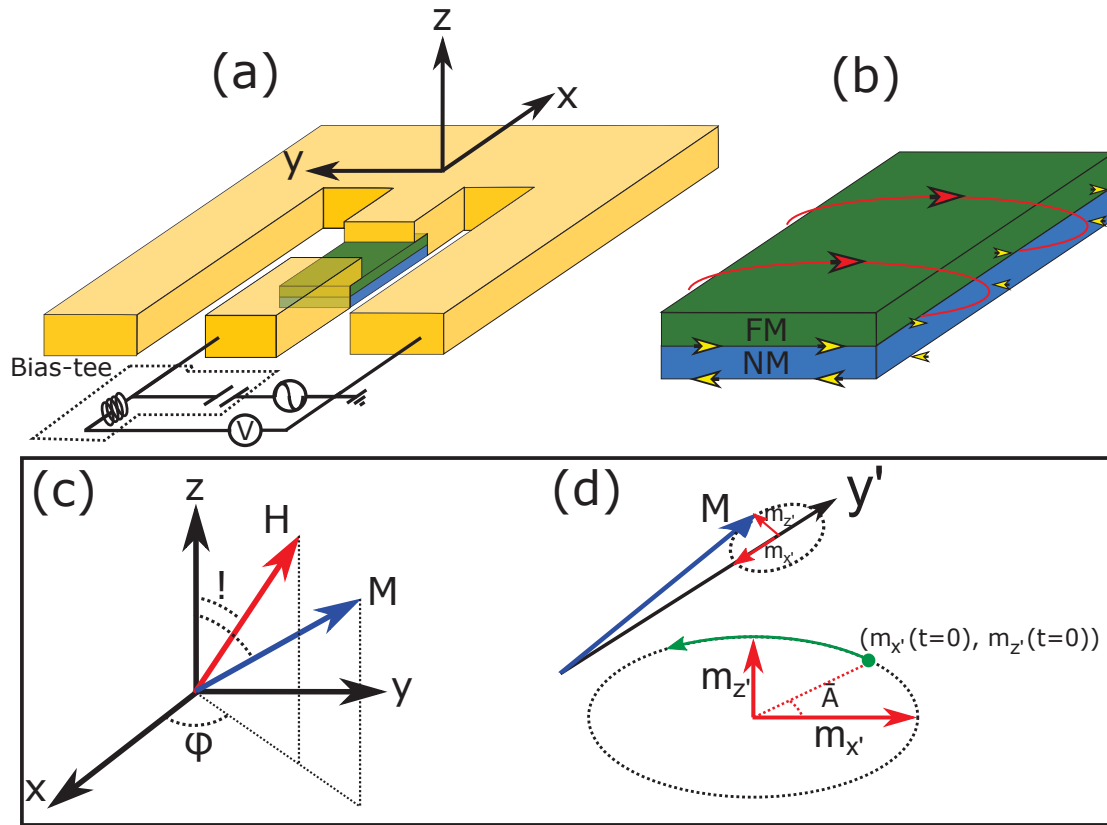 (a)
z
x
y
Bias-tee
V
(b)
FM
NM
(c)
z
H
!
M
y
φ
x
(d)
M
y'
m_z'
m_x'
(m_x'(t=0), m_z'(t=0))
m_z'
Ā
m_x'